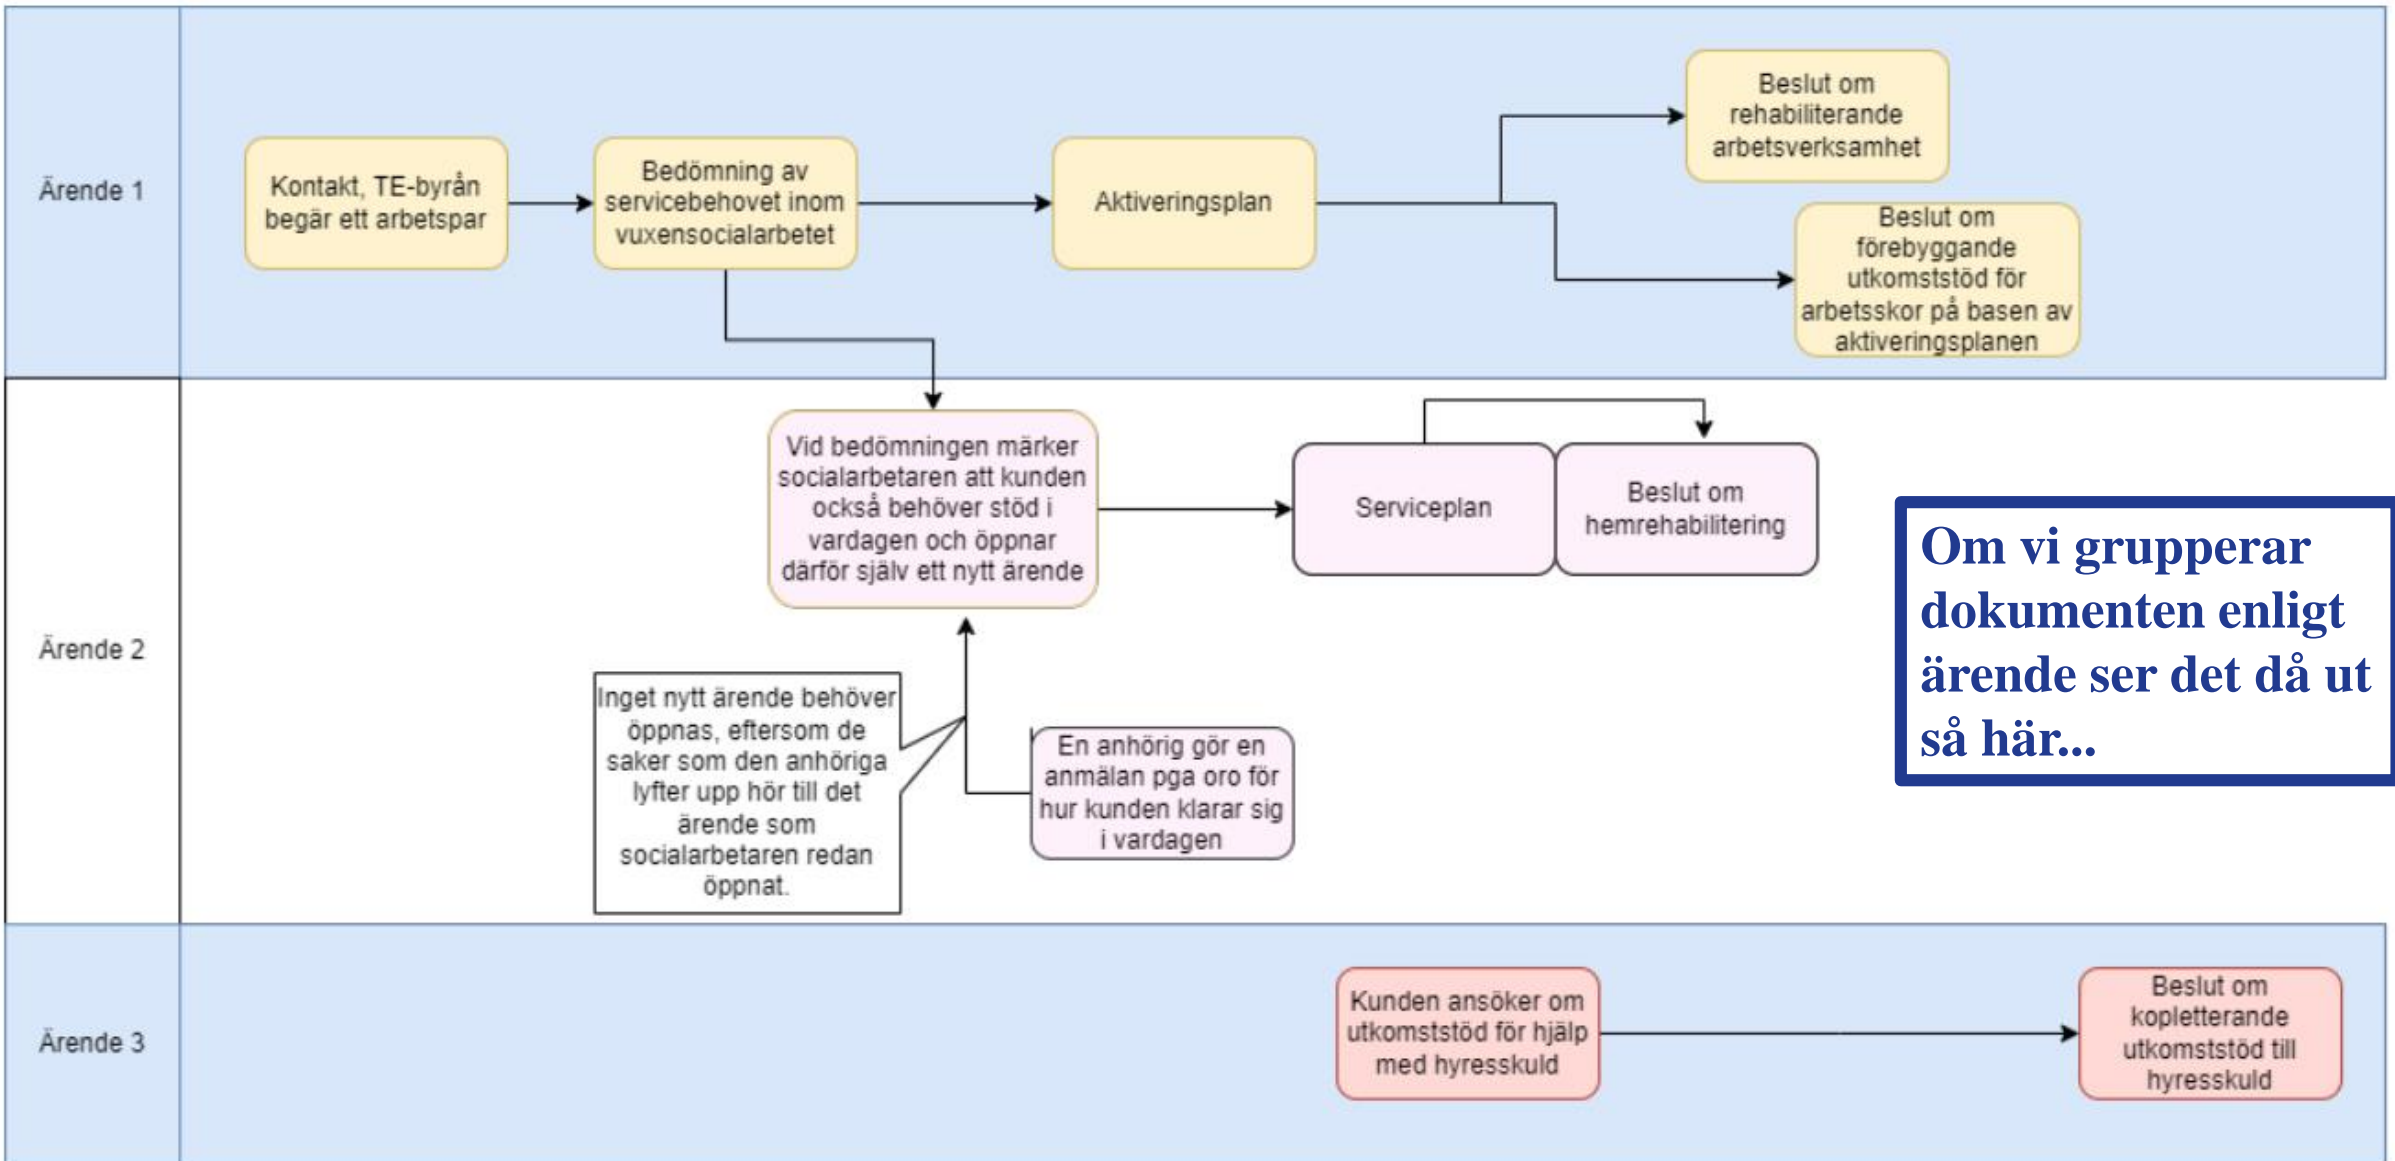 Ärende 1
Kontakt, TE-byrån
begär ett arbetspar
Bedömning av
servicebehovet inom
vuxensocialarbetet
Aktiveringsplan
Beslut om
rehabiliterande
arbetsverksamhet
Beslut om
förebyggande
utkomststöd för
arbetsskor på basen av
aktiveringsplanen
Ärende 2
Vid bedömningen märker
socialarbetaren att kunden
också behöver stöd i
vardagen och öppnar
därför själv ett nytt ärende
Serviceplan
Beslut om
hemrehabilitering
Inget nytt ärende behöver
öppnas, eftersom de
saker som den anhöriga
lyfter upp hör till det
ärende som
socialarbetaren redan
öppnat.
En anhörig gör en
anmälan pga oro för
hur kunden klarar sig
i vardagen
Om vi grupperar
dokumenten enligt
ärende ser det då ut
så här...
Ärende 3
Kunden ansöker om
utkomststöd för hjälp
med hyresskuld
Beslut om
kopletterande
utkomststöd till
hyresskuld